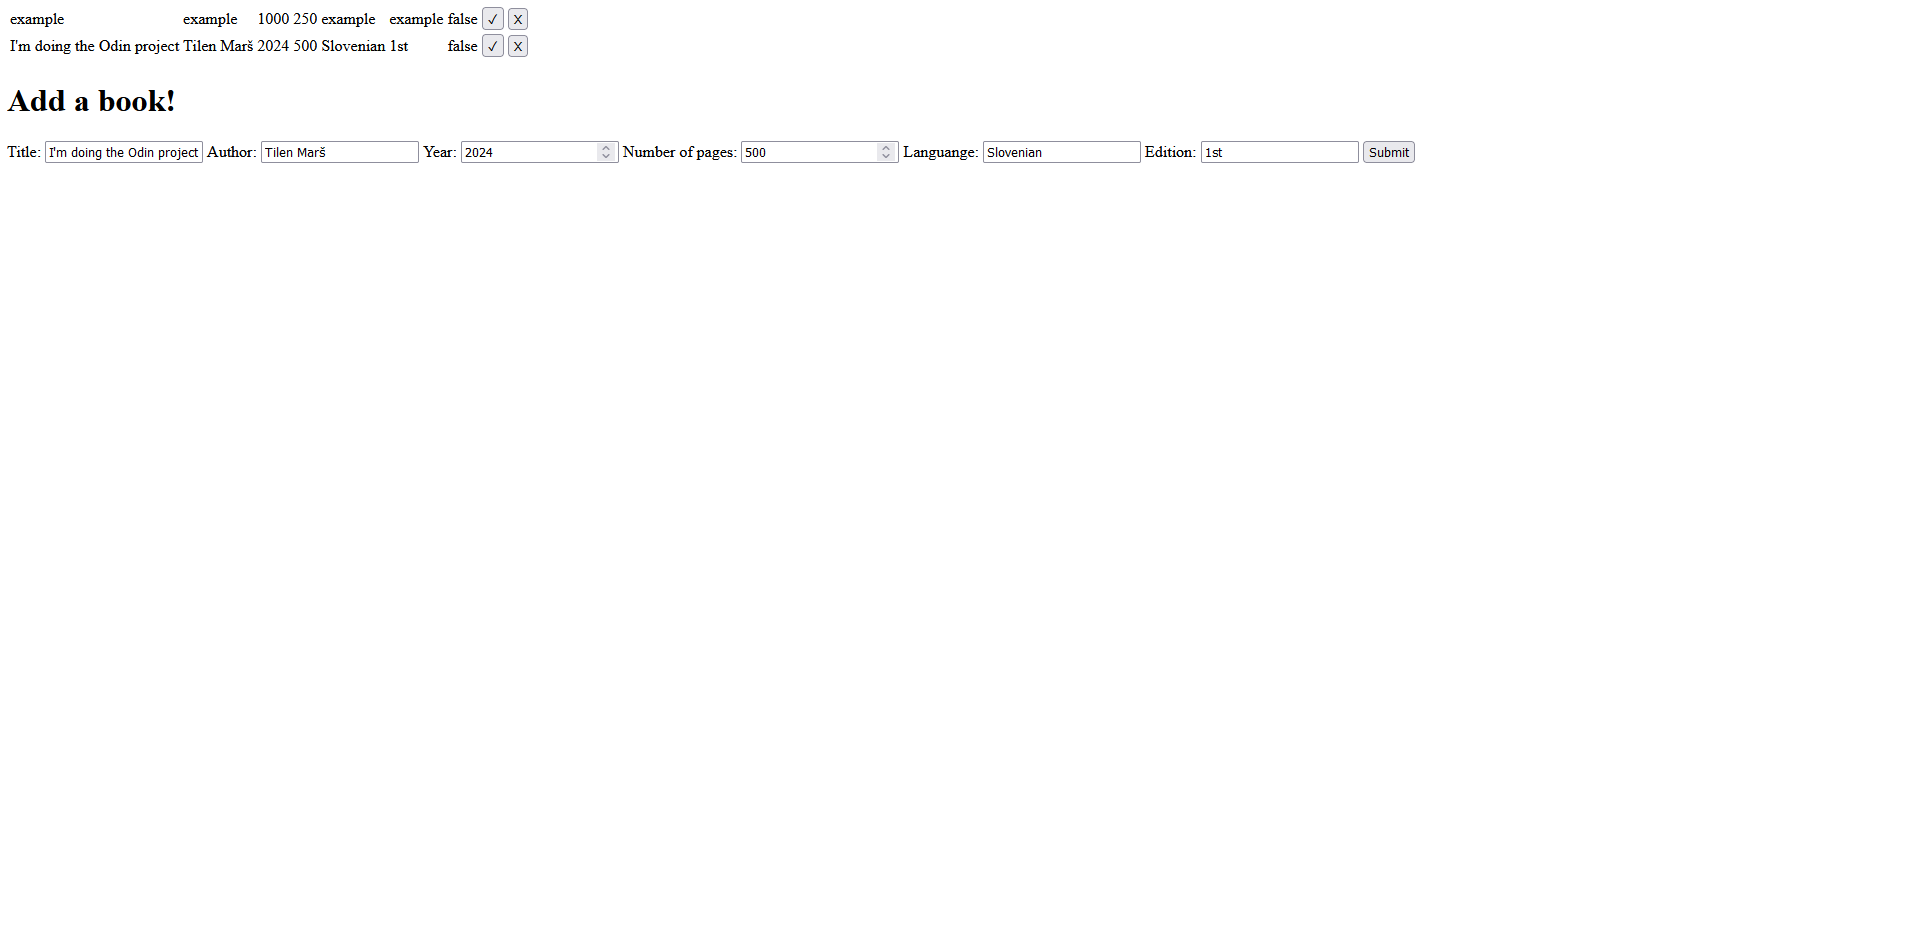 example example 1000 250 example example false ✓ X
I'm doing the Odin project Tilen Marš 2024 500 Slovenian 1st false ✓ X
Add a book!
Title: I'm doing the Odin project Author: Tilen Marš Year: 2024 Number of pages: 500 Languange: Slovenian Edition: 1st Submit